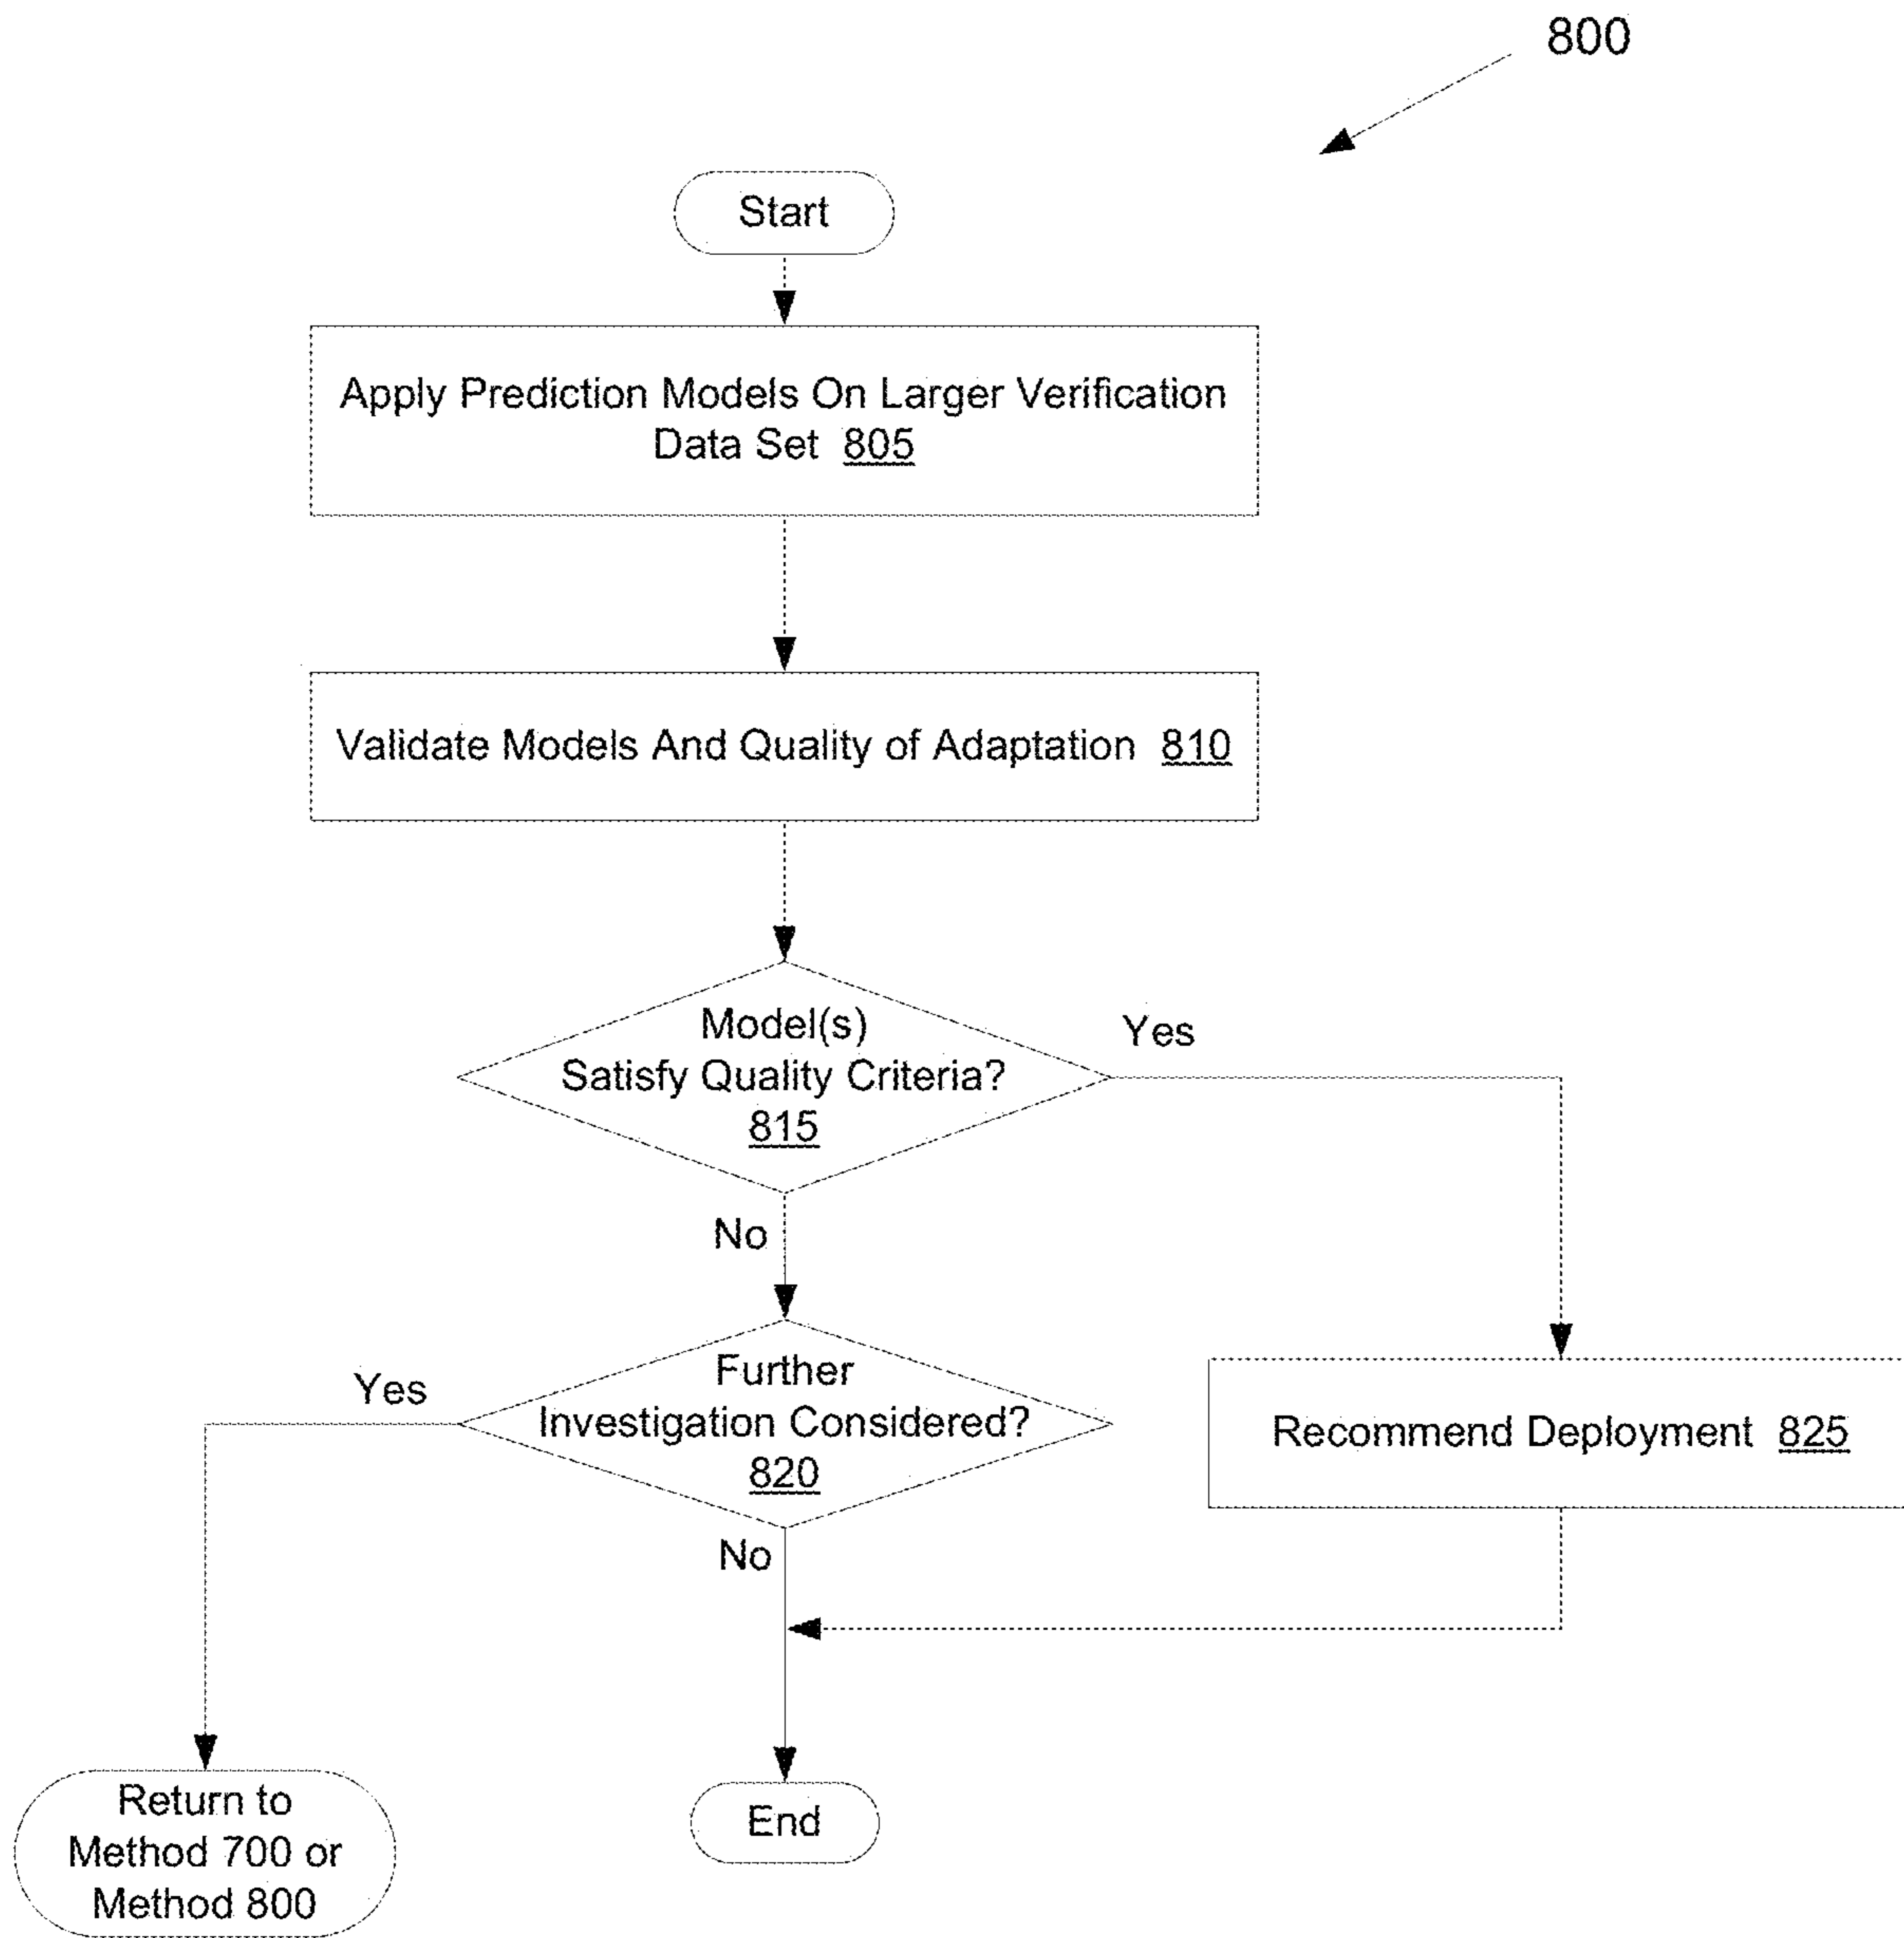 800
Start
Apply Prediction Models On Larger Verification
Data Set 805
Validate Models And Quality of Adaptation 810
Model(s)
Satisfy Quality Criteria?
815
Yes
No
Further
Investigation Considered?
820
Yes
Recommend Deployment 825
No
Return to
Method 700 or
Method 800
End